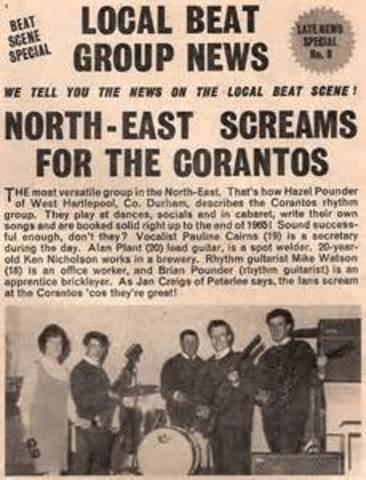 BEAT
SCENE
SPECIAL
LOCAL BEAT
GROUP NEWS
LATE NEWS
SPECIAL
No. 8
WE TELL YOU THE NEWS ON THE LOCAL BEAT SCENE!
NORTH-EAST SCREAMS
FOR THE CORANTOS
THE most versatile group in the North-East. That's how Hazel Pounder
of West Hartlepool, Co. Durham, describes the Corantos rhythm
group. They play at dances, socials and in cabaret, write their own
songs and are booked solid right up to the end of 1965! Sound success-
ful enough, don't they? Vocalist Pauline Cairns (19) is a secretary
during the day. Alan Plant (20) lead guitar, is a spot welder. 20-year-
old Ken Nicholson works in a brewery. Rhythm guitarist Mike Watson
(18) is an office worker, and Brian Pounder (rhythm guitarist) is an
apprentice bricklayer. As Jan Creigs of Peterlee says, the fans scream
at the Corantos 'cos they're great!